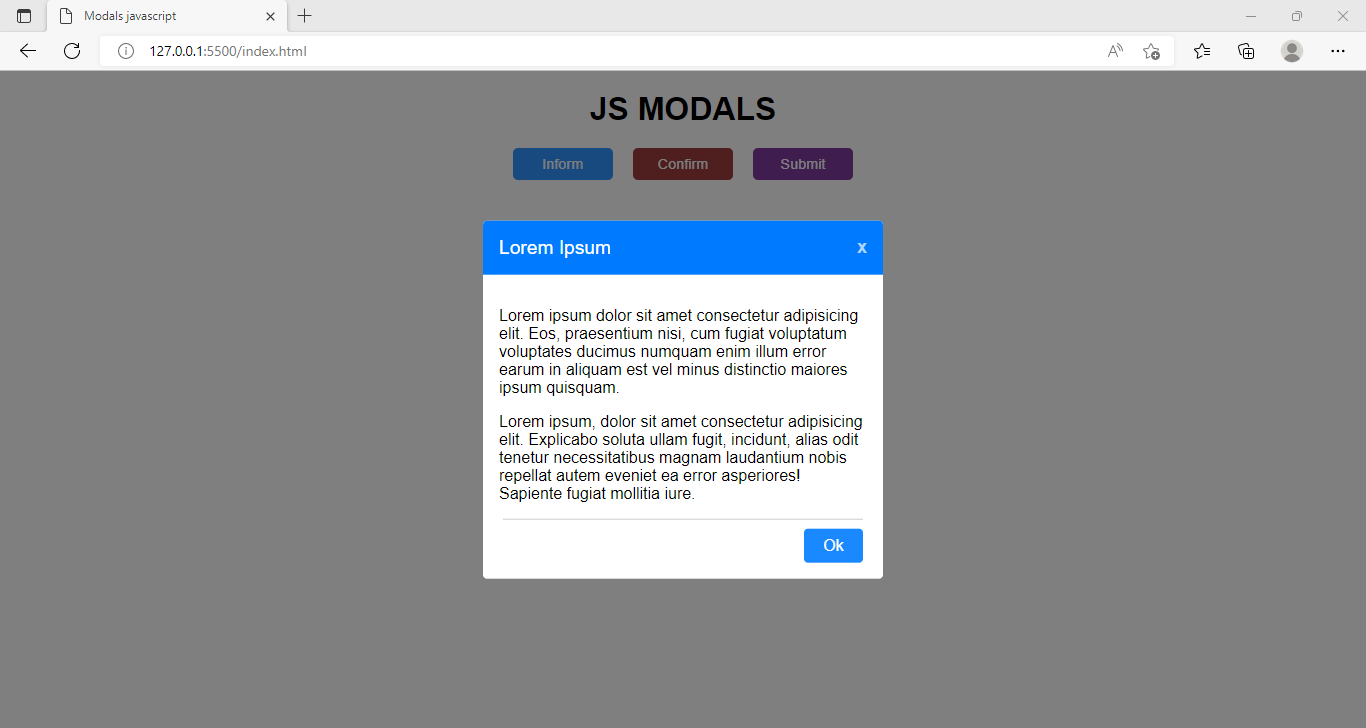 Modals javascript
127.0.0.1:5500/index.html
JS MODALS
Inform Confirm Submit
Lorem Ipsum x
Lorem ipsum dolor sit amet consectetur adipisicing
elit. Eos, praesentium nisi, cum fugiat voluptatum
voluptates ducimus numquam enim illum error
earum in aliquam est vel minus distinctio maiores
ipsum quisquam.
Lorem ipsum, dolor sit amet consectetur adipisicing
elit. Explicabo soluta ullam fugit, incidunt, alias odit
tenetur necessitatibus magnam laudantium nobis
repellat autem eveniet ea error asperiores!
Sapiente fugiat mollitia iure.
Ok